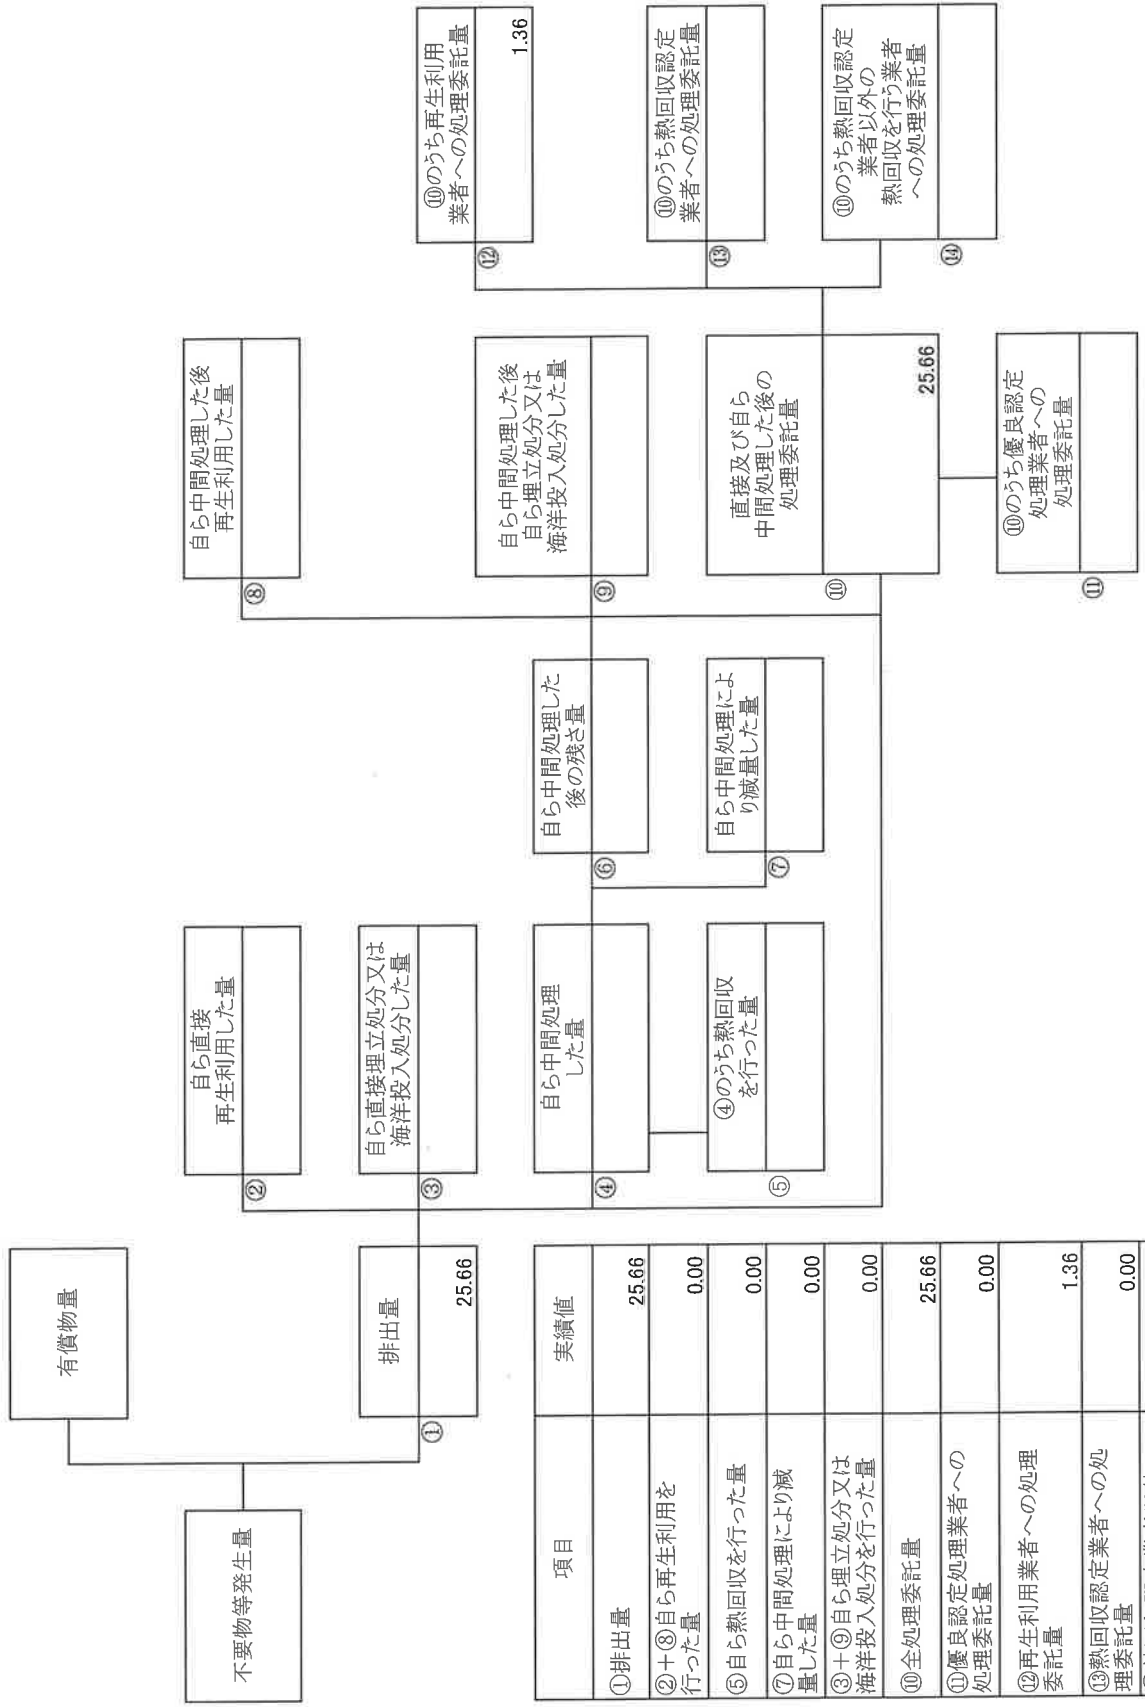 不要物等発生量
有償物量
①
排出量
25.66
②
自ら直接
再生利用した量
③
自ら直接埋立処分又は
海洋投入処分した量
④
自ら中間処理
した量
⑤
④のうち熱回収
を行った量
⑥
自ら中間処理した
後の残さ量
⑦
自ら中間処理によ
り減量した量
⑧
自ら中間処理した後
再生利用した量
⑨
自ら中間処理した後
自ら埋立処分又は
海洋投入処分した量
⑩
直接及び自ら
中間処理した後の
処理委託量
25.66
⑪
⑩のうち優良認定
処理業者への
処理委託量
⑫
⑩のうち再生利用
業者への処理委託量
1.36
⑬
⑩のうち熱回収認定
業者への処理委託量
⑭
⑩のうち熱回収認定
業者以外の
熱回収を行う業者
への処理委託量
項目
実績値
①排出量
25.66
②+⑧自ら再生利用を
行った量
0.00
⑤自ら熱回収を行った量
0.00
⑦自ら中間処理により減
量した量
0.00
③+⑨自ら埋立処分又は
海洋投入処分を行った量
0.00
⑩全処理委託量
25.66
⑪優良認定処理業者への
処理委託量
0.00
⑫再生利用業者への処理
委託量
1.36
⑬熱回収認定業者への処
理委託量
0.00